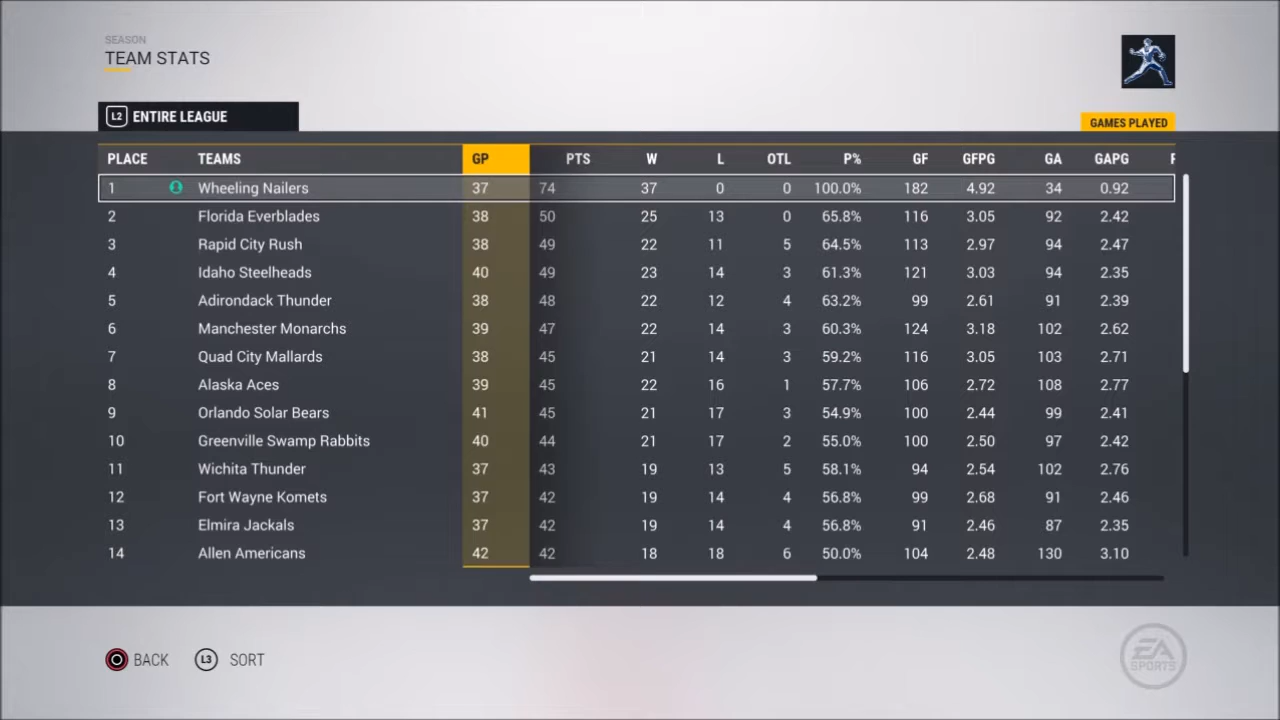 SEASON
TEAM STATS
L2 ENTIRE LEAGUE
GAMES PLAYED
PLACE TEAMS GP PTS W L OTL P% GF GFPG GA GAPG
1 Wheeling Nailers 37 74 37 0 0 100.0% 182 4.92 34 0.92
2 Florida Everblades 38 50 25 13 0 65.8% 116 3.05 92 2.42
3 Rapid City Rush 38 49 22 11 5 64.5% 113 2.97 94 2.47
4 Idaho Steelheads 40 49 23 14 3 61.3% 121 3.03 94 2.35
5 Adirondack Thunder 38 48 22 12 4 63.2% 99 2.61 91 2.39
6 Manchester Monarchs 39 47 22 14 3 60.3% 124 3.18 102 2.62
7 Quad City Mallards 38 45 21 14 3 59.2% 116 3.05 103 2.71
8 Alaska Aces 39 45 22 16 1 57.7% 106 2.72 108 2.77
9 Orlando Solar Bears 41 45 21 17 3 54.9% 100 2.44 99 2.41
10 Greenville Swamp Rabbits 40 44 21 17 2 55.0% 100 2.50 97 2.42
11 Wichita Thunder 37 43 19 13 5 58.1% 94 2.54 102 2.76
12 Fort Wayne Komets 37 42 19 14 4 56.8% 99 2.68 91 2.46
13 Elmira Jackals 37 42 19 14 4 56.8% 91 2.46 87 2.35
14 Allen Americans 42 42 18 18 6 50.0% 104 2.48 130 3.10
BACK L3 SORT
EA SPORTS